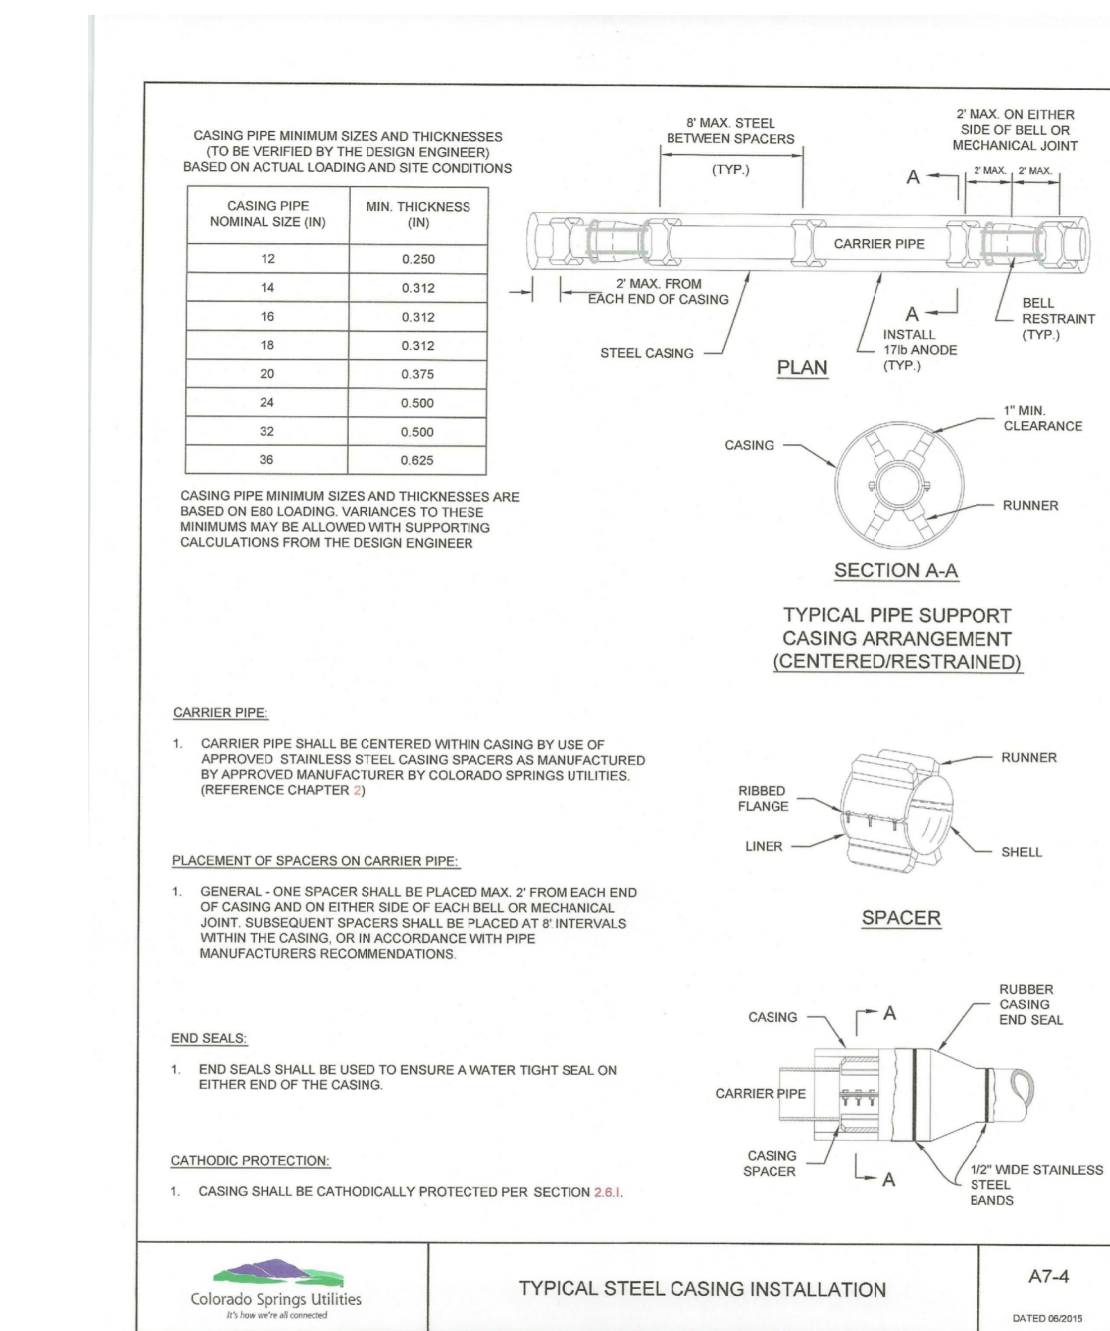 CASING PIPE MINIMUM SIZES AND THICKNESSES
(TO BE VERIFIED BY THE DESIGN ENGINEER)
BASED ON ACTUAL LOADING AND SITE CONDITIONS
CASING PIPE NOMINAL SIZE (IN) MIN. THICKNESS (IN)
12 0.250
14 0.312
16 0.312
18 0.312
20 0.375
24 0.500
32 0.500
36 0.625
CASING PIPE MINIMUM SIZES AND THICKNESSES ARE
BASED ON E80 LOADING. VARIANCES TO THESE
MINIMUMS MAY BE ALLOWED WITH SUPPORTING
CALCULATIONS FROM THE DESIGN ENGINEER
8' MAX. STEEL
BETWEEN SPACERS
(TYP.)
2' MAX. ON EITHER
SIDE OF BELL OR
MECHANICAL JOINT
A
2' MAX. 2' MAX.
CARRIER PIPE
2' MAX. FROM
EACH END OF CASING
STEEL CASING
A
INSTALL
17lb ANODE
(TYP.)
BELL
RESTRAINT
(TYP.)
PLAN
CASING
1" MIN.
CLEARANCE
RUNNER
SECTION A-A
TYPICAL PIPE SUPPORT
CASING ARRANGEMENT
(CENTERED/RESTRAINED)
CARRIER PIPE:
1. CARRIER PIPE SHALL BE CENTERED WITHIN CASING BY USE OF
APPROVED STAINLESS STEEL CASING SPACERS AS MANUFACTURED
BY APPROVED MANUFACTURER BY COLORADO SPRINGS UTILITIES.
(REFERENCE CHAPTER 2)
PLACEMENT OF SPACERS ON CARRIER PIPE:
1. GENERAL - ONE SPACER SHALL BE PLACED MAX. 2' FROM EACH END
OF CASING AND ON EITHER SIDE OF EACH BELL OR MECHANICAL
JOINT. SUBSEQUENT SPACERS SHALL BE PLACED AT 8' INTERVALS
WITHIN THE CASING, OR IN ACCORDANCE WITH PIPE
MANUFACTURERS RECOMMENDATIONS.
END SEALS:
1. END SEALS SHALL BE USED TO ENSURE A WATER TIGHT SEAL ON
EITHER END OF THE CASING.
CATHODIC PROTECTION:
1. CASING SHALL BE CATHODICALLY PROTECTED PER SECTION 2.6.I.
RUNNER
RIBBED
FLANGE
LINER
SHELL
SPACER
CASING
A
RUBBER
CASING
END SEAL
CARRIER PIPE
CASING
SPACER
A
1/2" WIDE STAINLESS
STEEL
BANDS
Colorado Springs Utilities
It's how we're all connected
TYPICAL STEEL CASING INSTALLATION
A7-4
DATED 06/2015